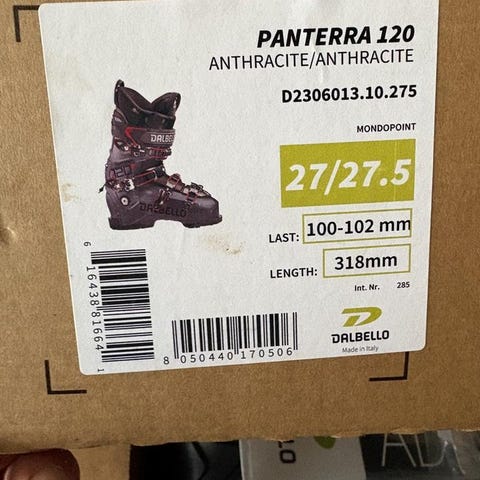 PANTERRA 120
ANTHRACITE/ANTHRACITE
D2306013.10.275
MONDOPOINT
27/27.5
LAST: 100-102 mm
LENGTH: 318mm
Int. Nr. 285
DALBELLO
Made in Italy
DALBELLO
DALBELLO
6 16438 81664 1
8 050440 170506